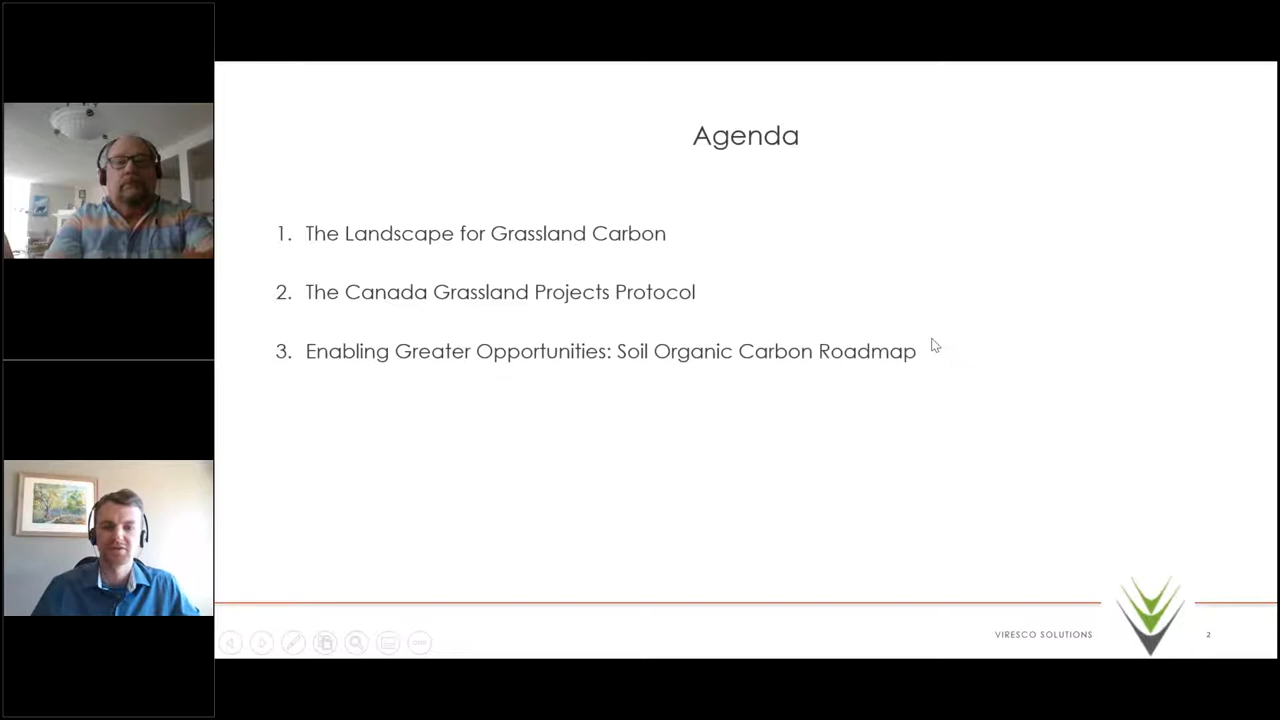 Agenda
1. The Landscape for Grassland Carbon
2. The Canada Grassland Projects Protocol
3. Enabling Greater Opportunities: Soil Organic Carbon Roadmap
VIRESCO SOLUTIONS
2